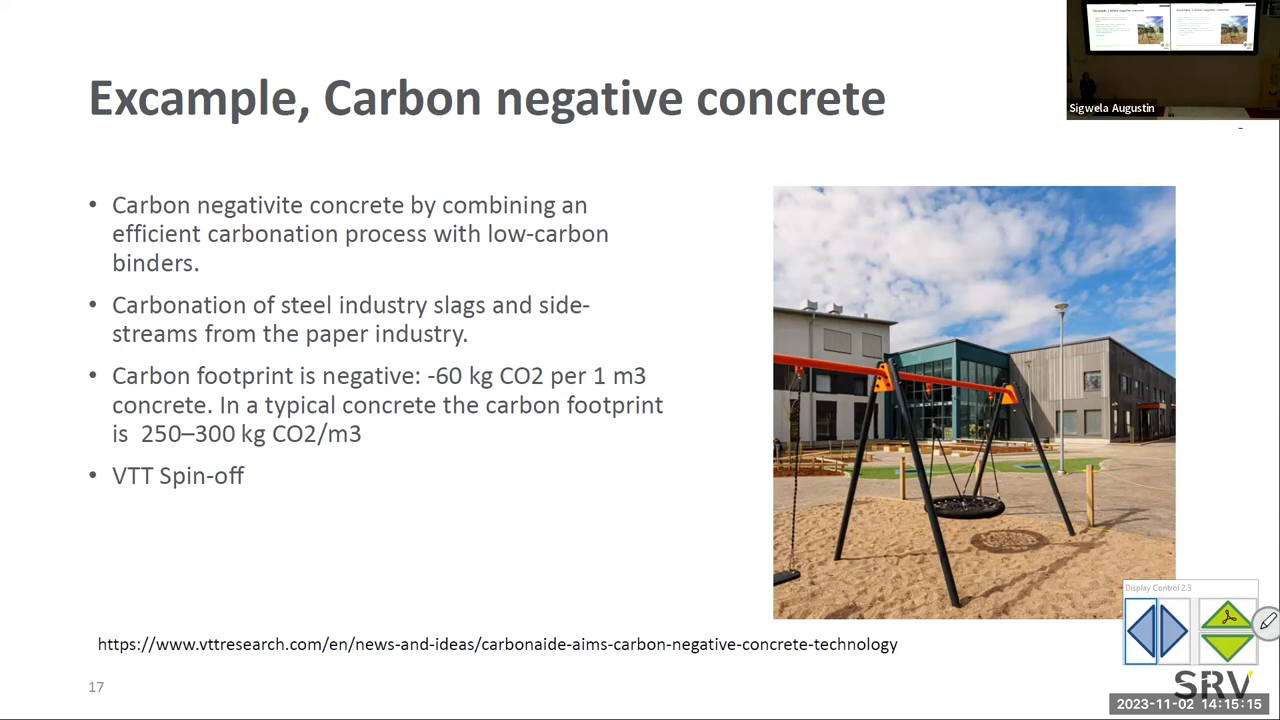 Excample, Carbon negative concrete
Sigwela Augustin
• Carbon negativite concrete by combining an
efficient carbonation process with low-carbon
binders.
• Carbonation of steel industry slags and side-
streams from the paper industry.
• Carbon footprint is negative: -60 kg CO2 per 1 m3
concrete. In a typical concrete the carbon footprint
is 250–300 kg CO2/m3
• VTT Spin-off
Display Control 2.3
https://www.vttresearch.com/en/news-and-ideas/carbonaide-aims-carbon-negative-concrete-technology
17
SRV
2023-11-02 14:15:15